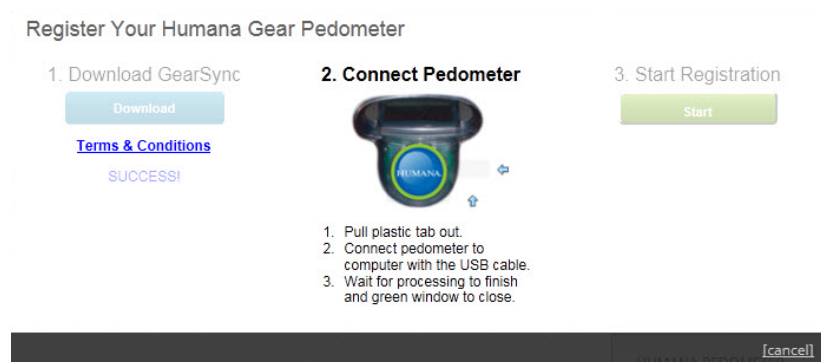 Register Your Humana Gear Pedometer
1. Download GearSync
Download
Terms & Conditions
SUCCESS!
2. Connect Pedometer
HUMANA
1. Pull plastic tab out.
2. Connect pedometer to
computer with the USB cable.
3. Wait for processing to finish
and green window to close.
3. Start Registration
Start
[cancel]
HUMANA PEDOMETER